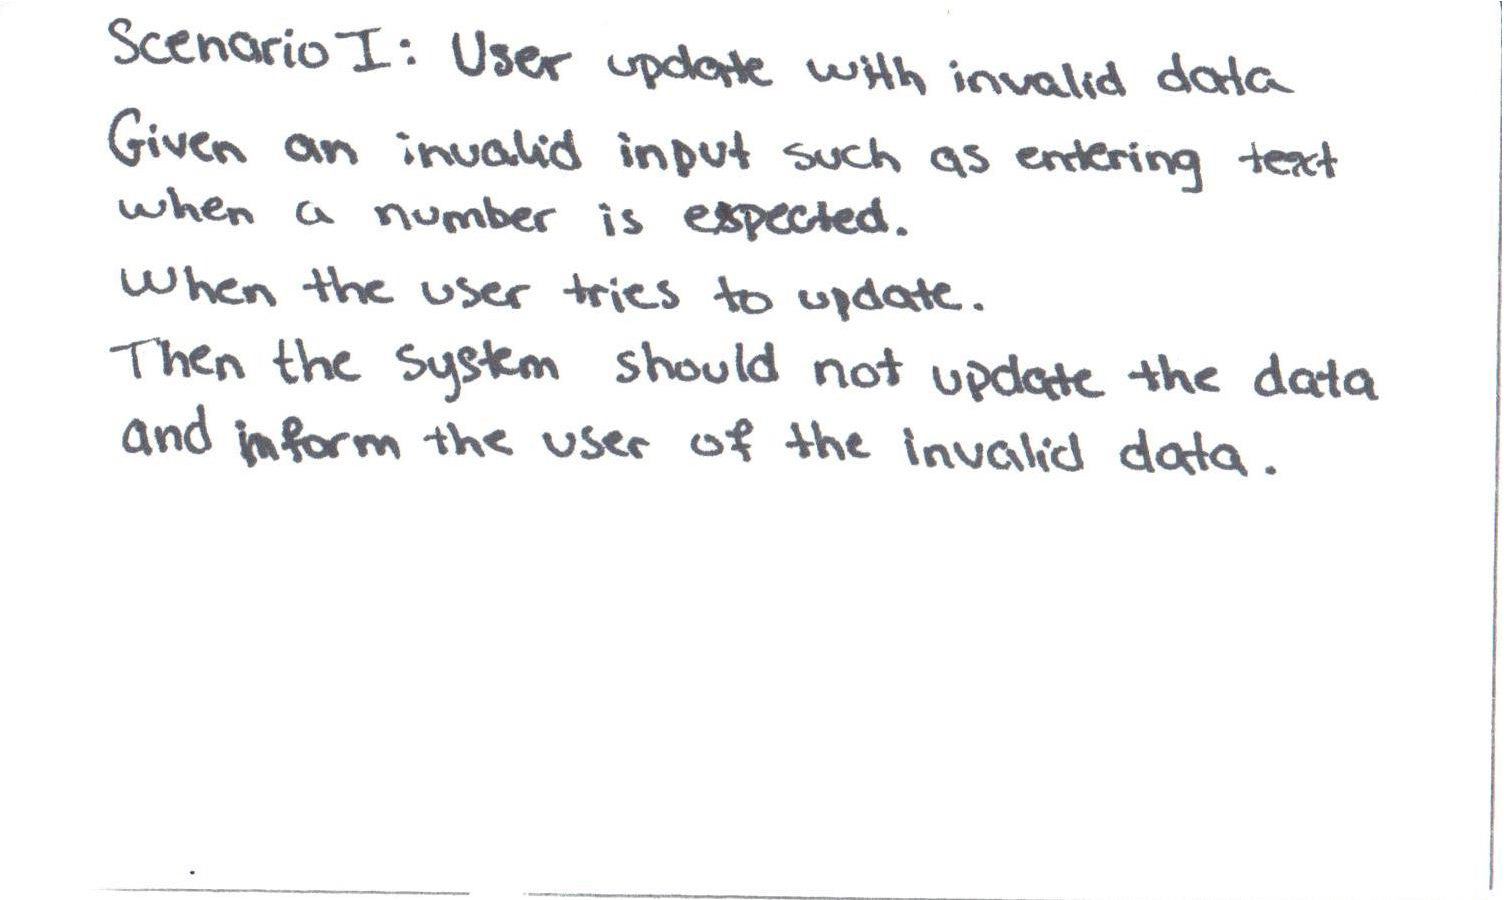 Scenario I: User update with invalid data
Given an invalid input such as entering text
when a number is expected.
When the user tries to update.
Then the system should not update the data
and inform the user of the invalid data.